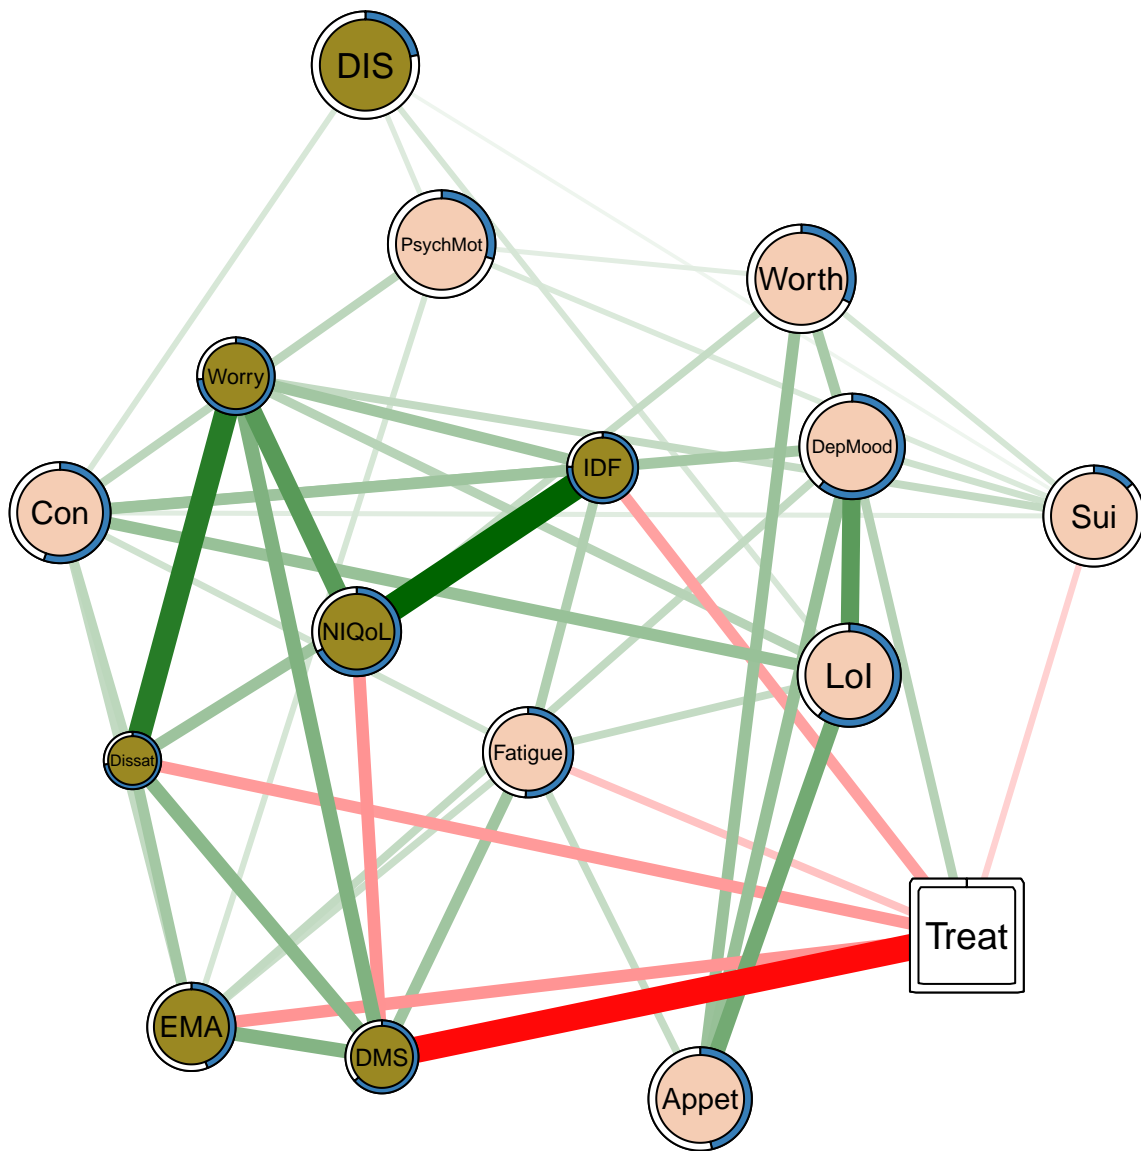 DIS
PsychMot
Worth
Worry
DepMood
IDF
Con
Sui
NIQoL
LoI
Fatigue
Dissat
Treat
EMA
DMS
Appet